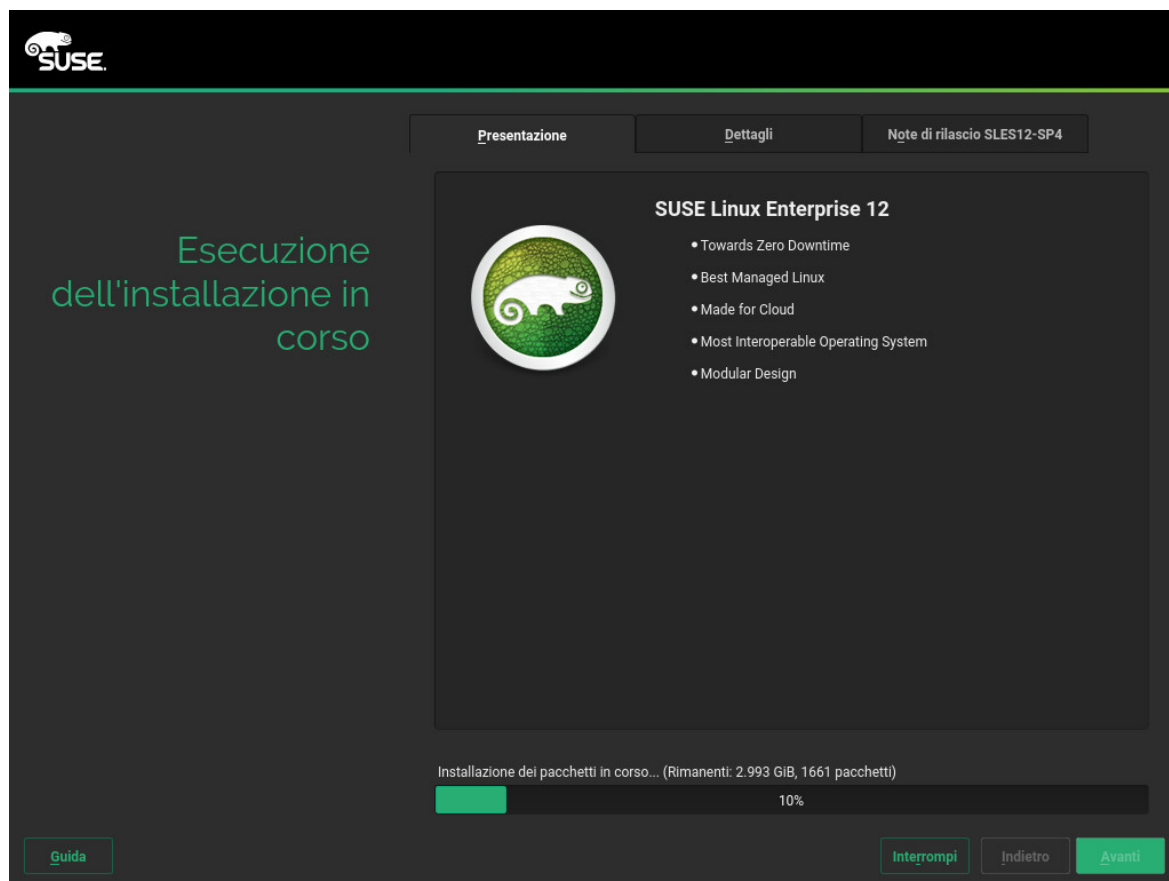 SUSE.
Presentazione
Dettagli
Note di rilascio SLES12-SP4
Esecuzione
dell'installazione in
corso
SUSE Linux Enterprise 12
• Towards Zero Downtime
• Best Managed Linux
• Made for Cloud
• Most Interoperable Operating System
• Modular Design
Installazione dei pacchetti in corso... (Rimanenti: 2.993 GiB, 1661 pacchetti)
10%
Guida
Interrompi
Indietro
Avanti